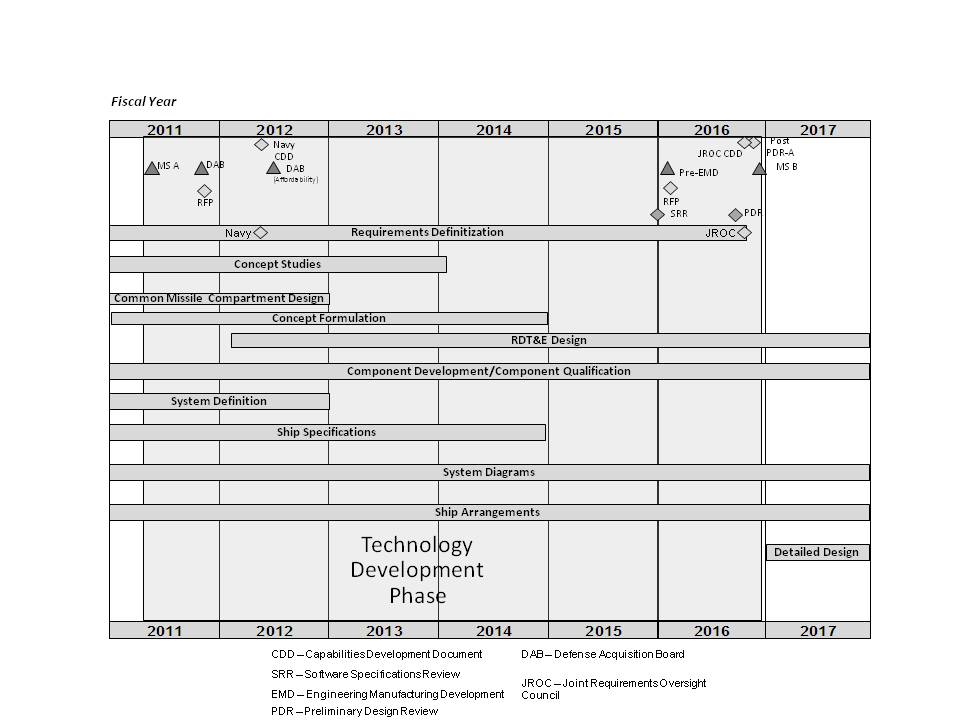 Fiscal Year
2011 2012 2013 2014 2015 2016 2017
Navy
CDD
Post
JROC CDD
PDR-A
MS A
DAB
DAB
(Affordability)
Pre-EMD
MS B
RFP
RFP
SRR
PDR
Navy
Requirements Definitization
JROC
Concept Studies
Common Missile Compartment Design
Concept Formulation
RDT&E Design
Component Development/Component Qualification
System Definition
Ship Specifications
System Diagrams
Ship Arrangements
Technology
Development
Phase
Detailed Design
2011 2012 2013 2014 2015 2016 2017
CDD – Capabilities Development Document
DAB – Defense Acquisition Board
SRR – Software Specifications Review
JROC – Joint Requirements Oversight
Council
EMD – Engineering Manufacturing Development
PDR – Preliminary Design Review